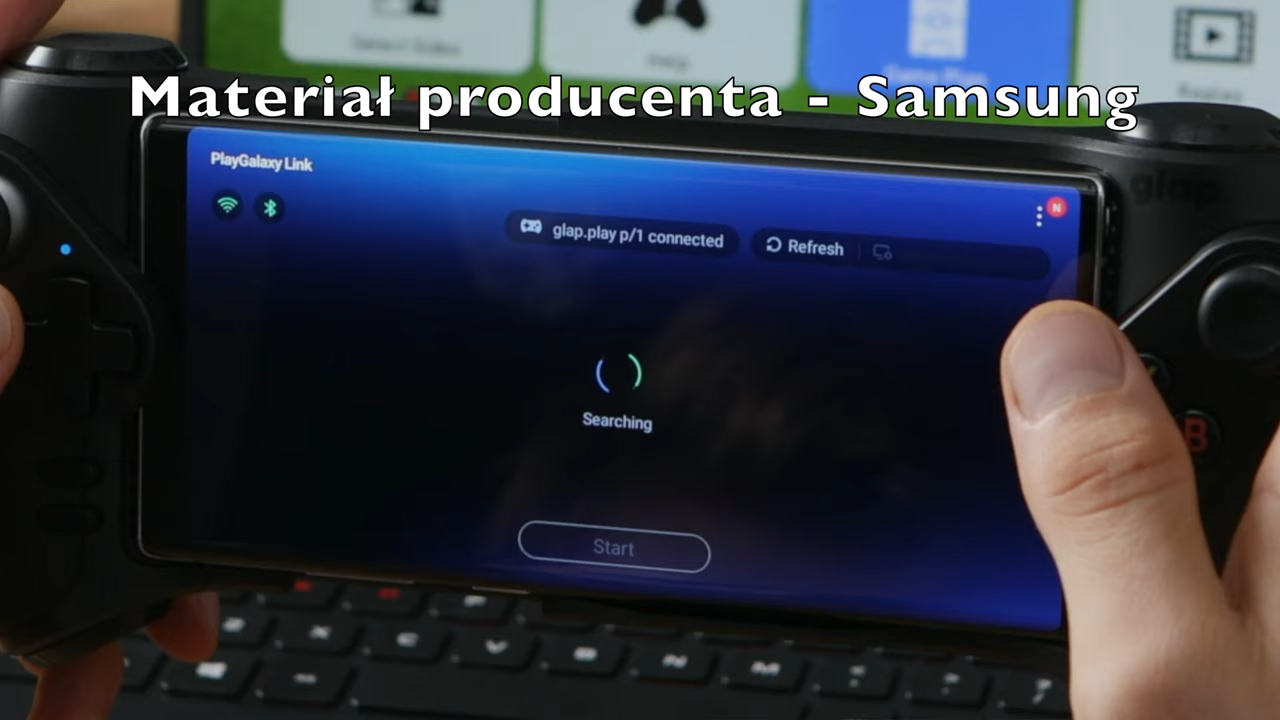 Materiał producenta - Samsung
PlayGalaxy Link
N
glap.play p/1 connected
Refresh
glap
Searching
B
Start